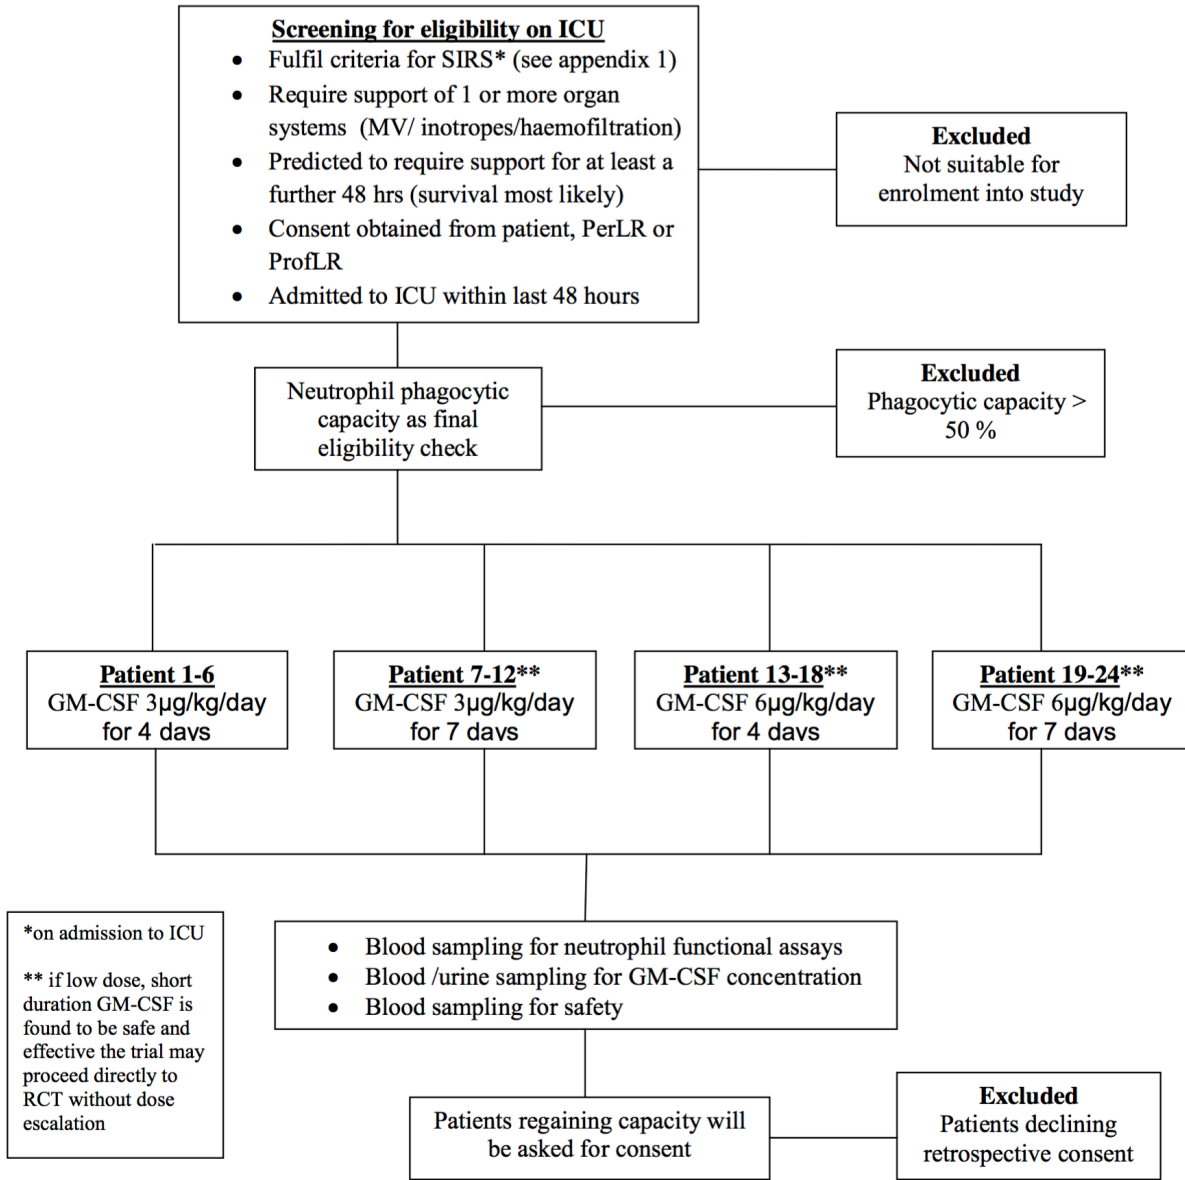 Screening for eligibility on ICU
• Fulfil criteria for SIRS* (see appendix 1)
• Require support of 1 or more organ
systems (MV/ inotropes/haemofiltration)
• Predicted to require support for at least a
further 48 hrs (survival most likely)
• Consent obtained from patient, PerLR or
ProfLR
• Admitted to ICU within last 48 hours
Excluded
Not suitable for
enrolment into study
Neutrophil phagocytic
capacity as final
eligibility check
Excluded
Phagocytic capacity >
50 %
Patient 1-6
GM-CSF 3µg/kg/day
for 4 days
Patient 7-12**
GM-CSF 3µg/kg/day
for 7 days
Patient 13-18**
GM-CSF 6µg/kg/day
for 4 days
Patient 19-24**
GM-CSF 6µg/kg/day
for 7 days
*on admission to ICU
** if low dose, short
duration GM-CSF is
found to be safe and
effective the trial may
proceed directly to
RCT without dose
escalation
• Blood sampling for neutrophil functional assays
• Blood /urine sampling for GM-CSF concentration
• Blood sampling for safety
Patients regaining capacity will
be asked for consent
Excluded
Patients declining
retrospective consent